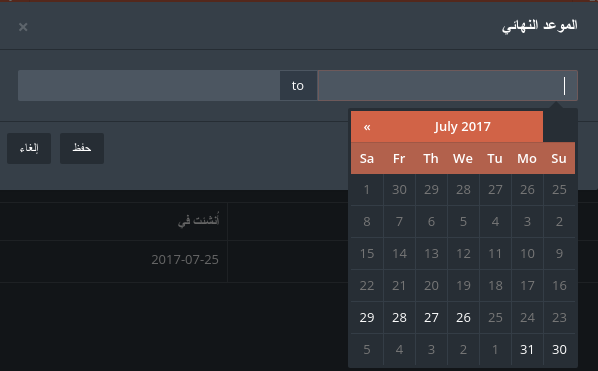 الموعد النهائي ×
to
« July 2017
Sa Fr Th We Tu Mo Su
1 30 29 28 27 26 25
8 7 6 5 4 3 2
15 14 13 12 11 10 9
22 21 20 19 18 17 16
29 28 27 26 25 24 23
5 4 3 2 1 31 30
حفظ إلغاء
أنشئت في
2017-07-25